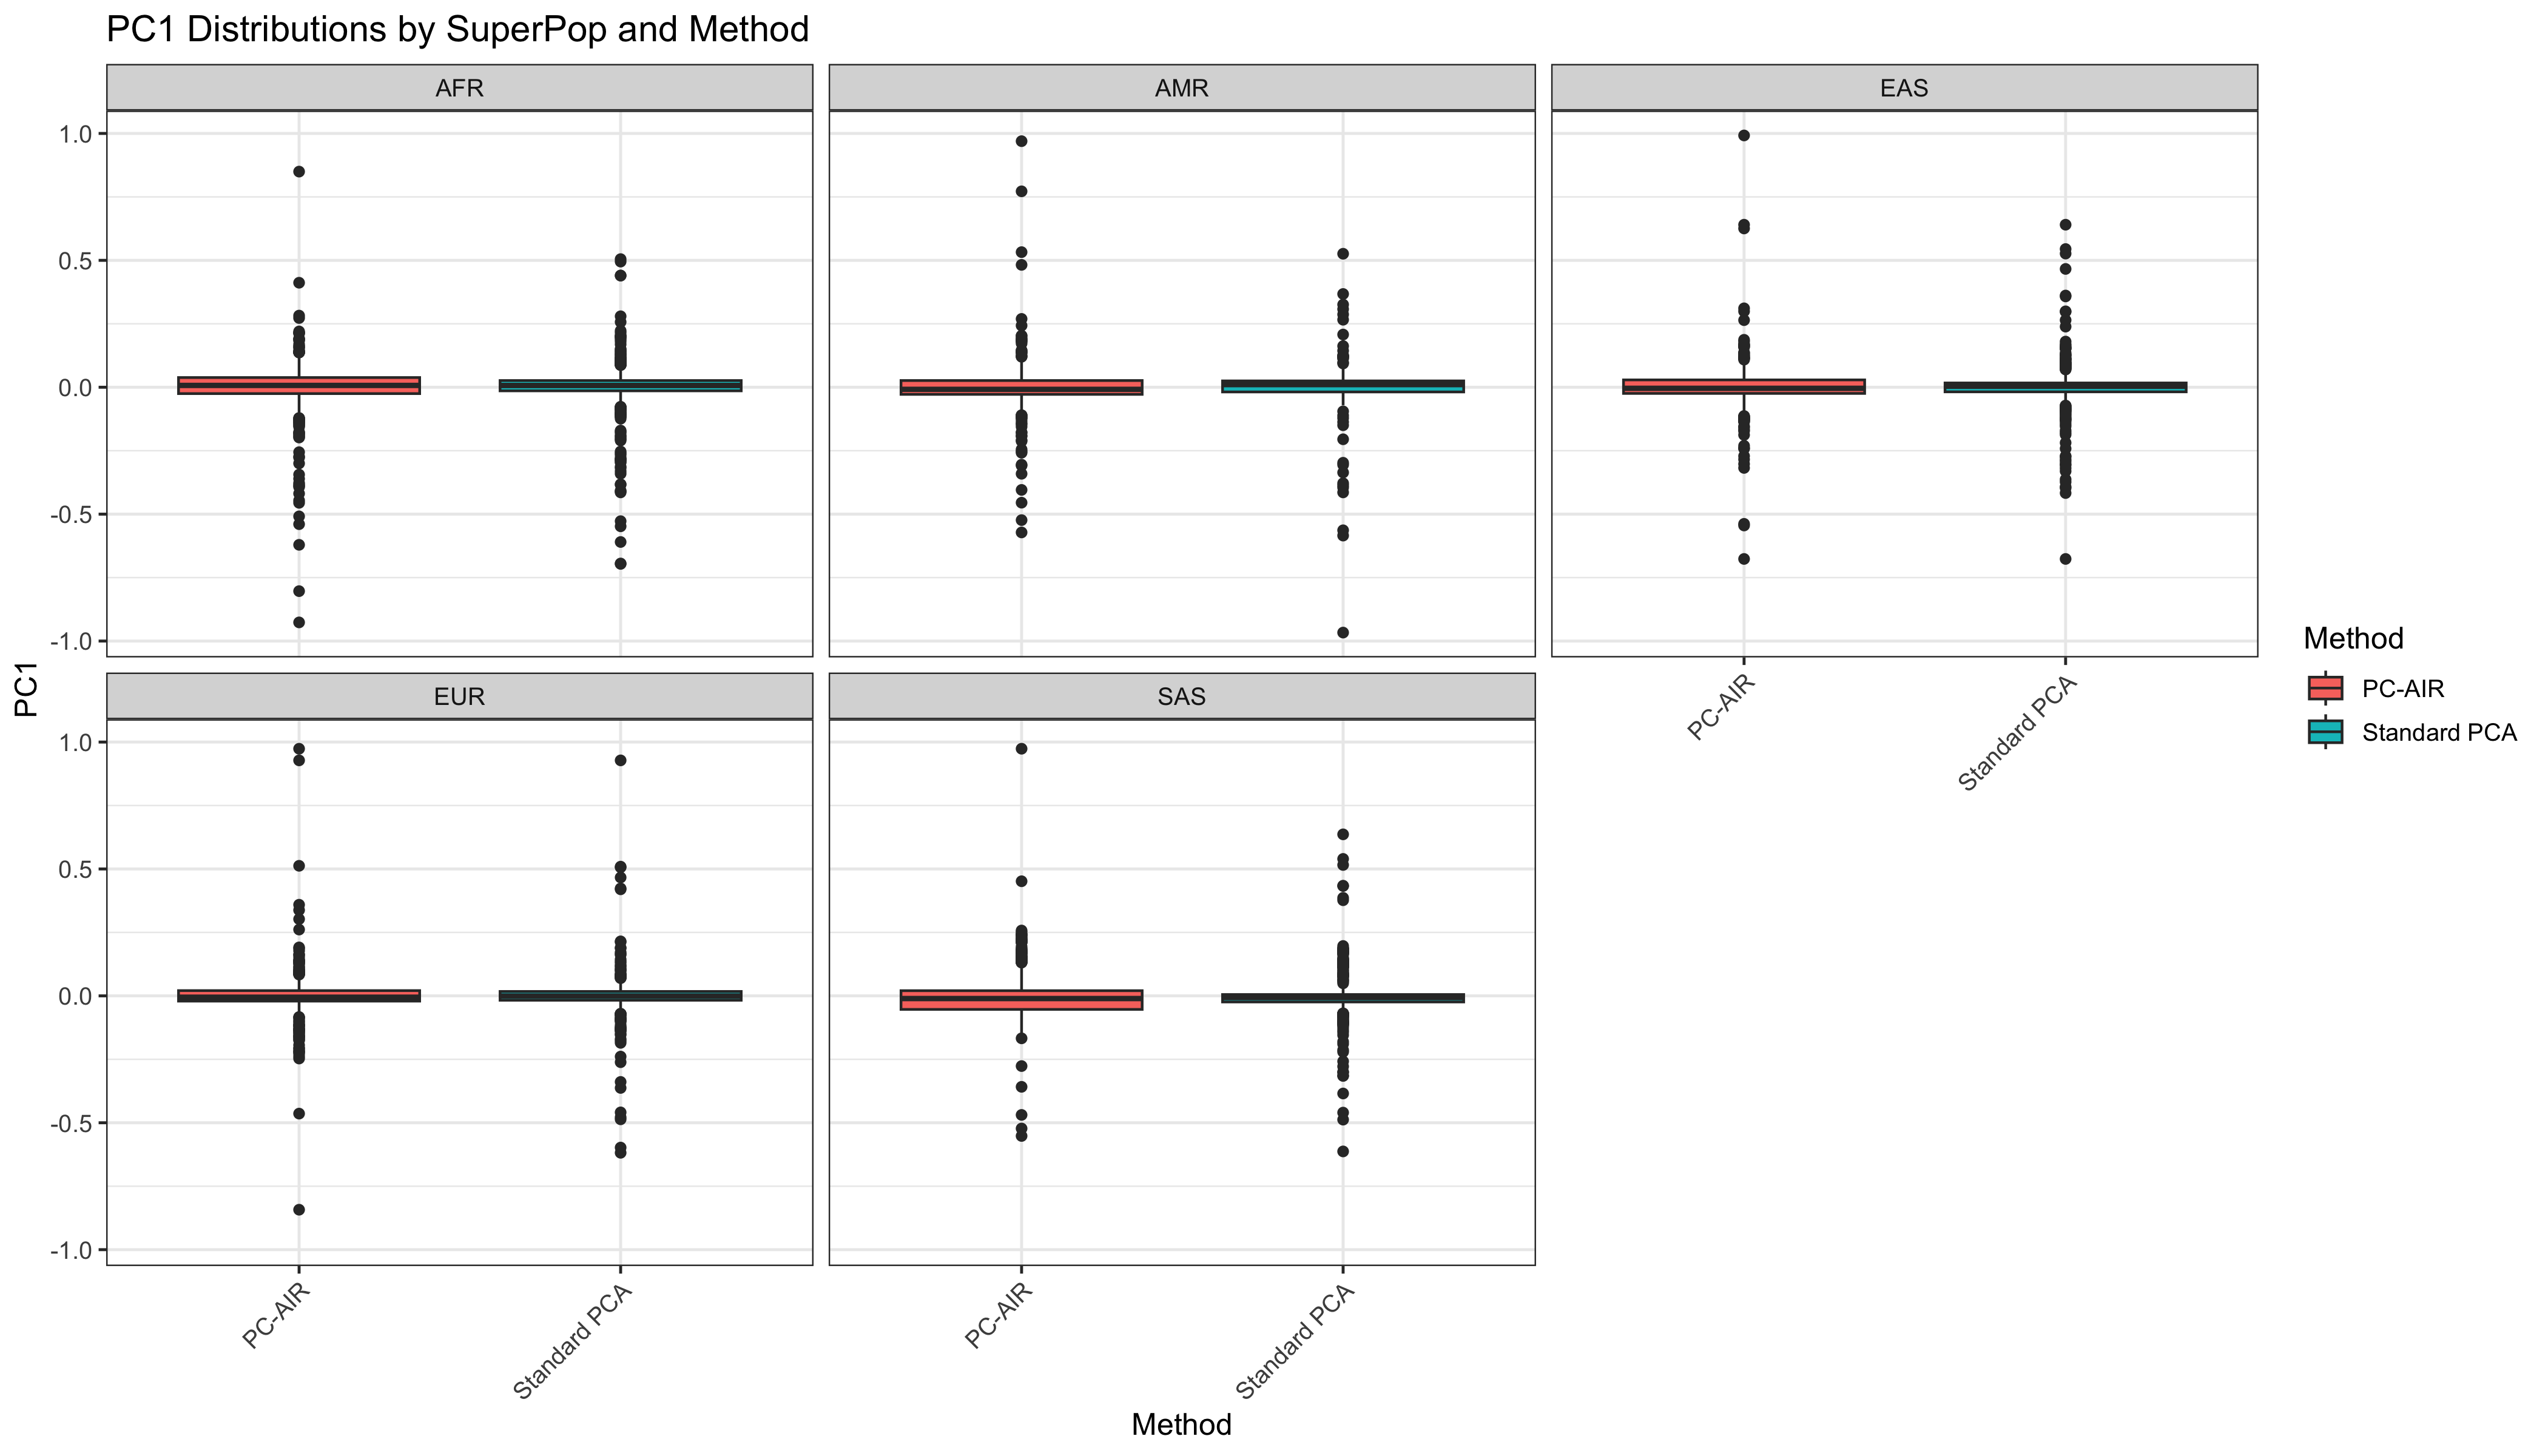 PC1 Distributions by SuperPop and Method
AFR
AMR
EAS
1.0
0.5
0.0
-0.5
-1.0
PC-AIR
Standard PCA
EUR
SAS
1.0
0.5
0.0
-0.5
-1.0
PC-AIR
Standard PCA
PC-AIR
Standard PCA
PC1
Method
Method
PC-AIR
Standard PCA